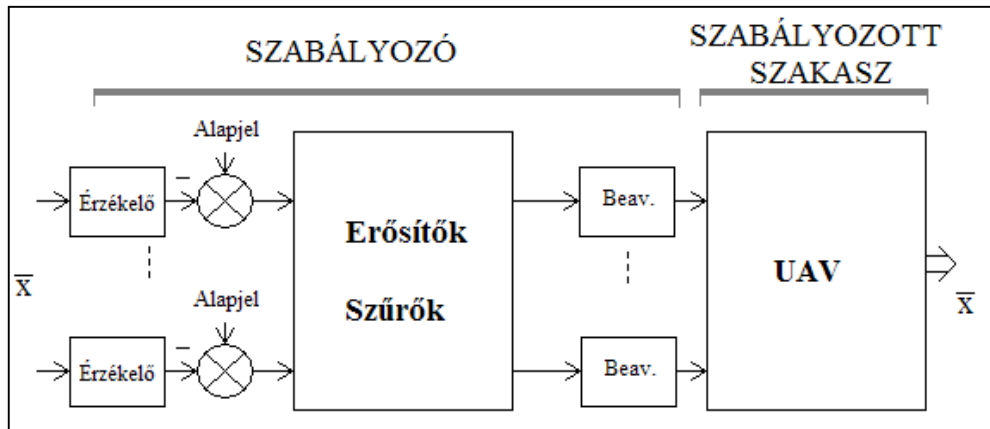 SZABÁLYOZÓ
SZABÁLYOZOTT
SZAKASZ
Alapjel
Érzékelő
–
Beav.
Erősítők
Szűrők
UAV
x̅
x̅
Alapjel
Érzékelő
–
Beav.